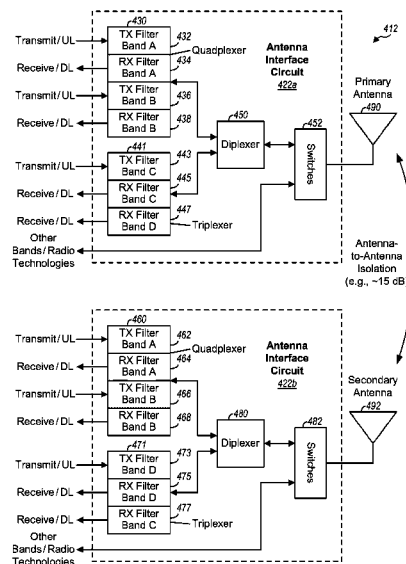 430
412
Transmit/UL
TX Filter
Band A
432
Quadplexer
Receive/DL
RX Filter
Band A
434
Antenna
Interface
Circuit
422a
Transmit/UL
TX Filter
Band B
436
Receive/DL
RX Filter
Band B
438
450
Diplexer
452
Switches
Primary
Antenna
490
441
Transmit/UL
TX Filter
Band C
443
Receive/DL
RX Filter
Band C
445
Receive/DL
RX Filter
Band D
447
Triplexer
Other
Bands/Radio
Technologies
Antenna-
to-Antenna
Isolation
(e.g., ~15 dB)
460
Transmit/UL
TX Filter
Band A
462
Quadplexer
Receive/DL
RX Filter
Band A
464
Antenna
Interface
Circuit
422b
Transmit/UL
TX Filter
Band B
466
Receive/DL
RX Filter
Band B
468
480
Diplexer
482
Switches
Secondary
Antenna
492
471
Transmit/UL
TX Filter
Band D
473
Receive/DL
RX Filter
Band D
475
Receive/DL
RX Filter
Band C
477
Triplexer
Other
Bands/Radio
Technologies